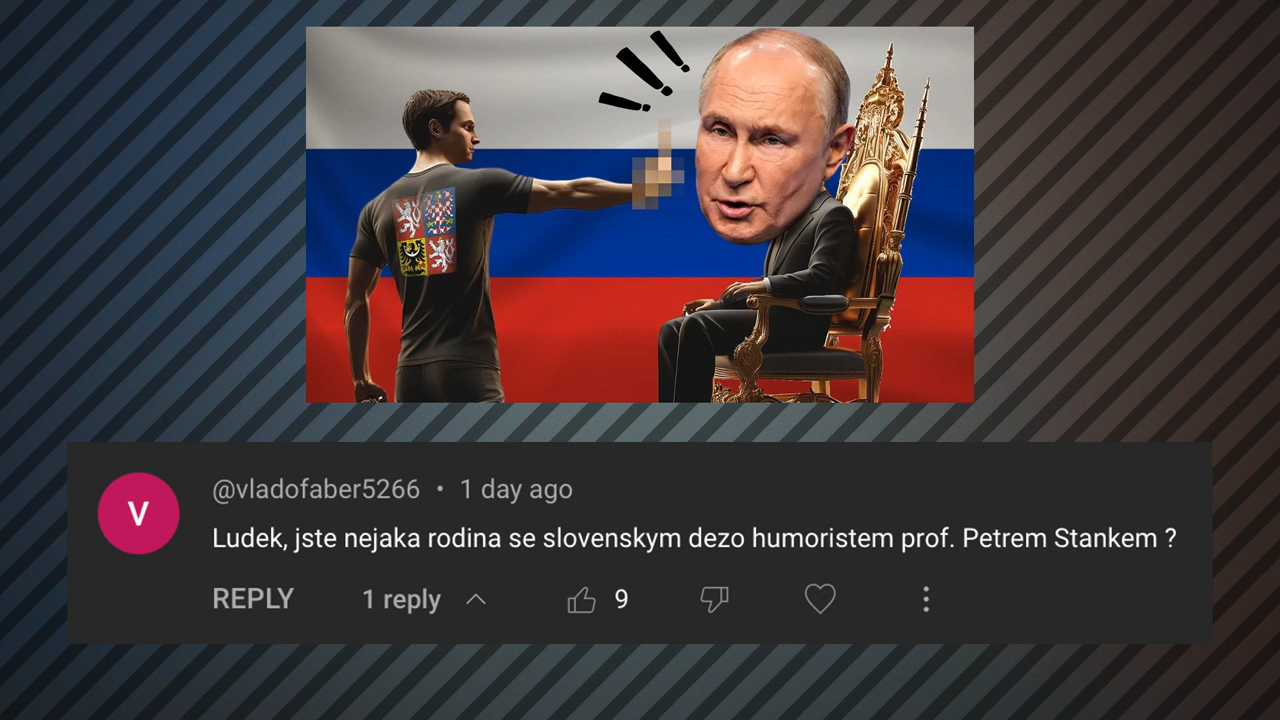 V
@vladofaber5266 • 1 day ago
Ludek, jste nejaka rodina se slovenskym dezo humoristem prof. Petrem Stankem ?
REPLY 1 reply 9